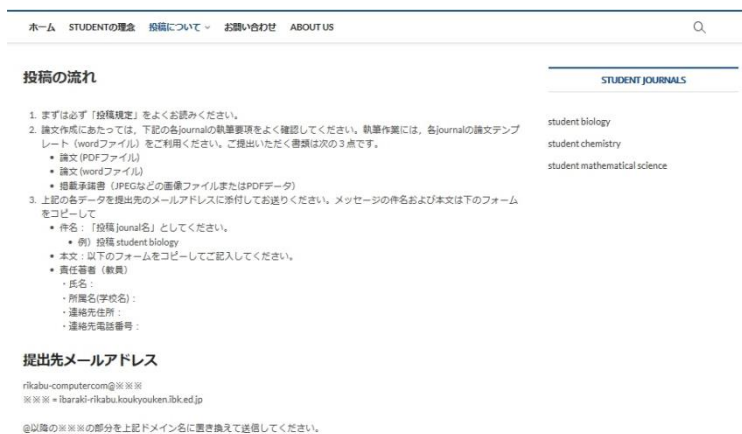 ホーム STUDENTの理念 投稿について お問い合わせ ABOUT US
投稿の流れ
1. まずは必ず「投稿規定」をよくお読みください。
2. 論文作成にあたっては，下記の各journalの執筆要項をよく確認してください。執筆作業には、各journalの論文テンプ
レート（wordファイル）をご利用ください。ご提出いただく書類は次の３点です。
• 論文 (PDFファイル)
• 論文 (wordファイル)
• 掲載承諾書（JPEGなどの画像ファイルまたはPDFデータ）
3. 上記の各データを提出先のメールアドレスに添付してお送りください。メッセージの件名および本文は下のフォーム
をコピーして
• 件名：「投稿 jounal名」としてください。
• 例）投稿 student biology
• 本文：以下のフォームをコピーしてご記入してください。
• 責任著者（教員）
・氏名：
・所属名(学校名)：
・連絡先住所：
・連絡先電話番号：
提出先メールアドレス
rikabu-computercom@※※※
※※※ = ibaraki-rikabu.koukyouken.ibk.ed.jp
@以降の※※※の部分を上記ドメイン名に置き換えて送信してください。
STUDENT JOURNALS
student biology
student chemistry
student mathematical science